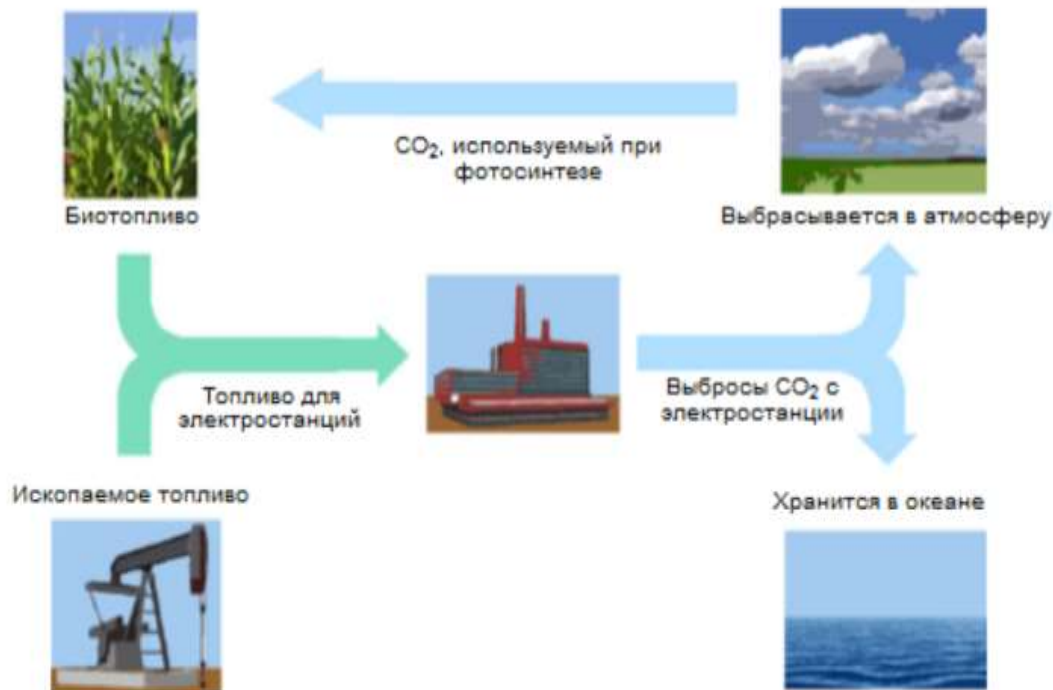 CO2, используемый при
фотосинтезе
Биотопливо
Выбрасывается в атмосферу
Топливо для
электростанций
Выбросы CO2 с
электростанции
Ископаемое топливо
Хранится в океане